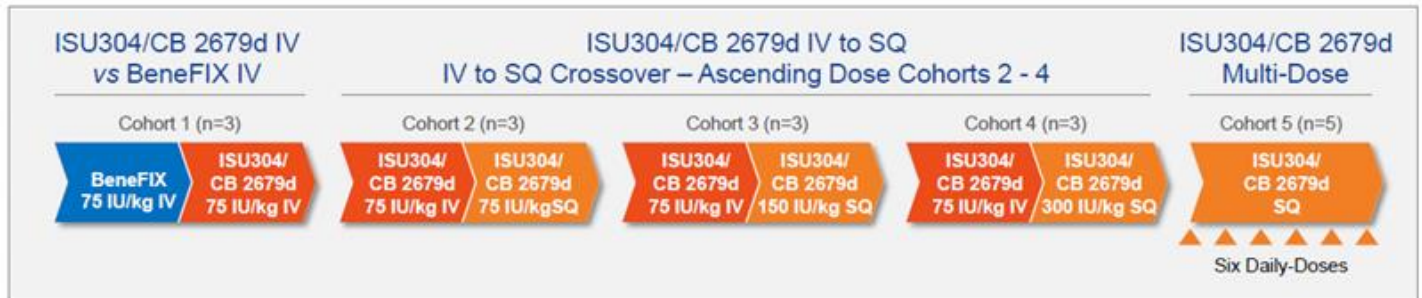 ISU304/CB 2679d IV
vs BeneFIX IV
ISU304/CB 2679d IV to SQ
IV to SQ Crossover – Ascending Dose Cohorts 2 - 4
ISU304/CB 2679d
Multi-Dose
Cohort 1 (n=3)
Cohort 2 (n=3)
Cohort 3 (n=3)
Cohort 4 (n=3)
Cohort 5 (n=5)
BeneFIX
75 IU/kg IV
ISU304/
CB 2679d
75 IU/kg IV
ISU304/
CB 2679d
75 IU/kg IV
ISU304/
CB 2679d
75 IU/kgSQ
ISU304/
CB 2679d
75 IU/kg IV
ISU304/
CB 2679d
150 IU/kg SQ
ISU304/
CB 2679d
75 IU/kg IV
ISU304/
CB 2679d
300 IU/kg SQ
ISU304/
CB 2679d
SQ
Six Daily-Doses